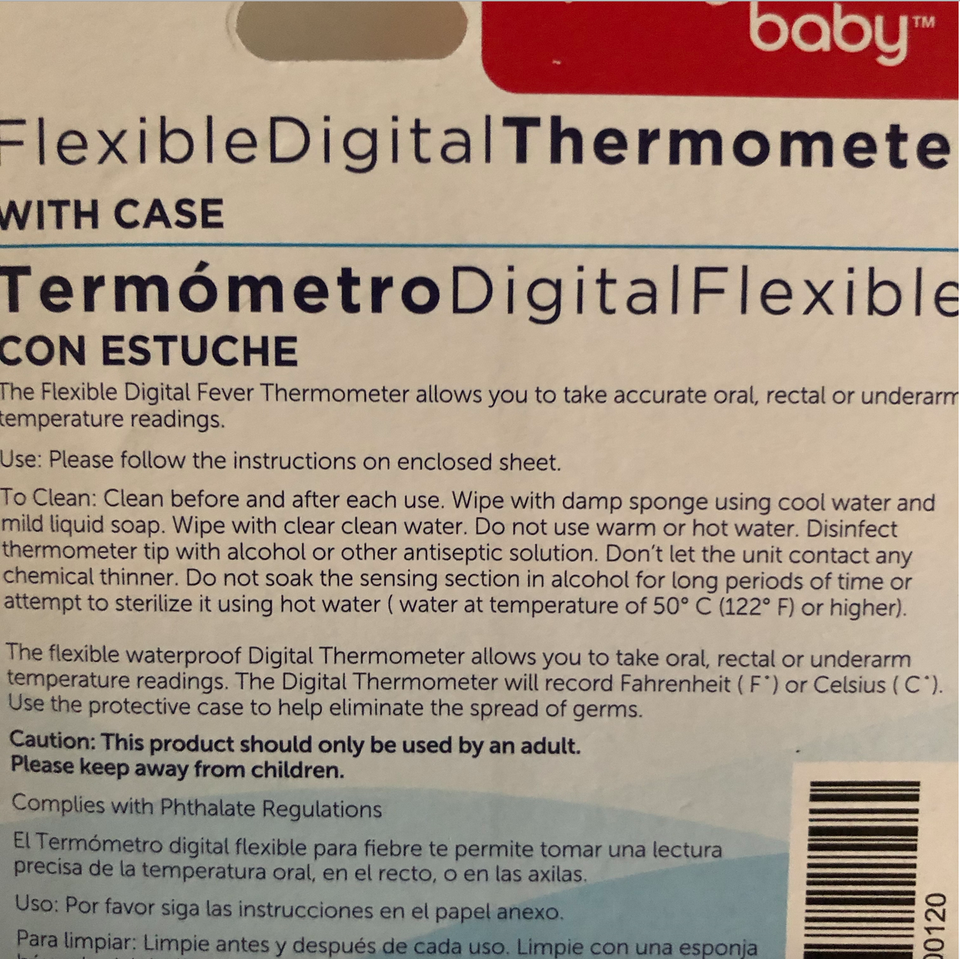 baby™
FlexibleDigitalThermomete
WITH CASE
TermómetroDigitalFlexible
CON ESTUCHE
The Flexible Digital Fever Thermometer allows you to take accurate oral, rectal or underarm
temperature readings.
Use: Please follow the instructions on enclosed sheet.
To Clean: Clean before and after each use. Wipe with damp sponge using cool water and
mild liquid soap. Wipe with clear clean water. Do not use warm or hot water. Disinfect
thermometer tip with alcohol or other antiseptic solution. Don't let the unit contact any
chemical thinner. Do not soak the sensing section in alcohol for long periods of time or
attempt to sterilize it using hot water ( water at temperature of 50° C (122° F) or higher).
The flexible waterproof Digital Thermometer allows you to take oral, rectal or underarm
temperature readings. The Digital Thermometer will record Fahrenheit ( F°) or Celsius ( C°).
Use the protective case to help eliminate the spread of germs.
Caution: This product should only be used by an adult.
Please keep away from children.
Complies with Phthalate Regulations
El Termómetro digital flexible para fiebre te permite tomar una lectura
precisa de la temperatura oral, en el recto, o en las axilas.
Uso: Por favor siga las instrucciones en el papel anexo.
Para limpiar: Limpie antes y después de cada uso. Limpie con una esponja
00120